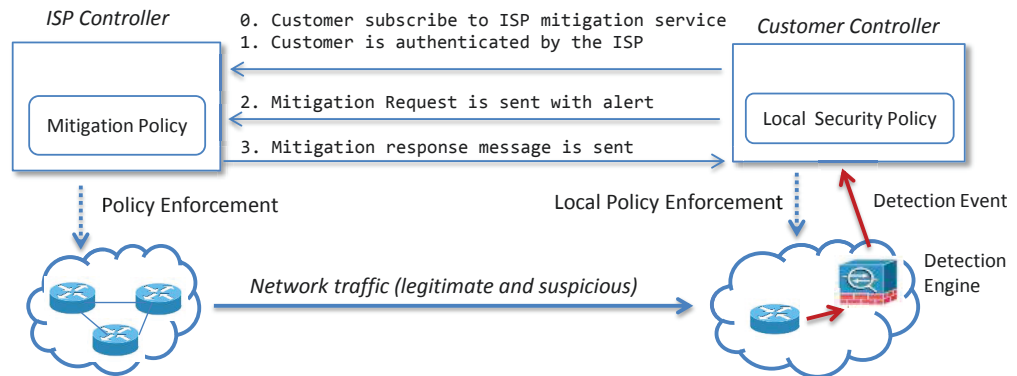 ISP Controller
0. Customer subscribe to ISP mitigation service
1. Customer is authenticated by the ISP
Customer Controller
Mitigation Policy
2. Mitigation Request is sent with alert
Local Security Policy
3. Mitigation response message is sent
Policy Enforcement
Local Policy Enforcement
Detection Event
Network traffic (legitimate and suspicious)
Detection
Engine